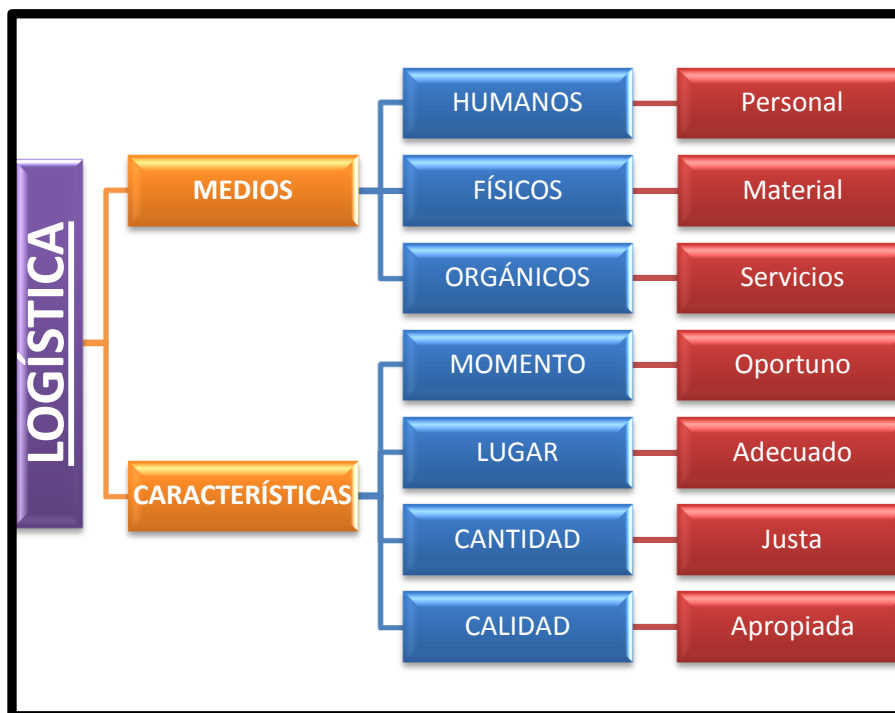 LOGÍSTICA
MEDIOS
HUMANOS
Personal
FÍSICOS
Material
ORGÁNICOS
Servicios
CARACTERÍSTICAS
MOMENTO
Oportuno
LUGAR
Adecuado
CANTIDAD
Justa
CALIDAD
Apropiada